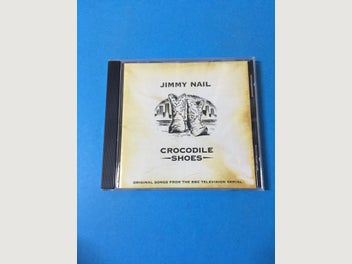 JIMMY NAIL
CROCODILE
SHOES
ORIGINAL SONGS FROM THE BBC TELEVISION SERIAL